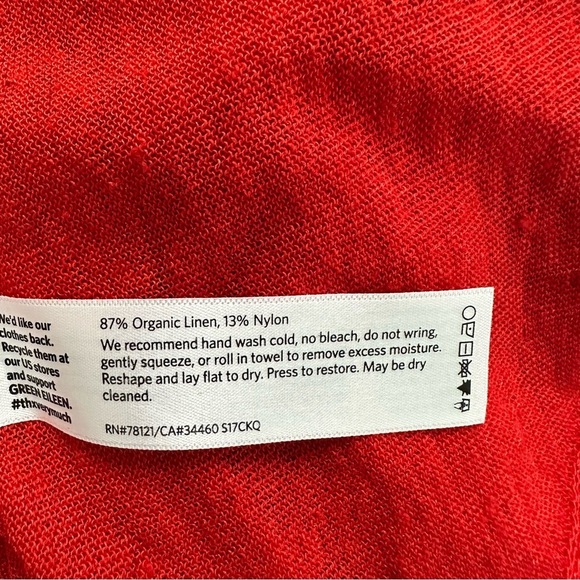 We'd like our
clothes back.
Recycle them at
our US stores
and support
GREEN EILEEN.
#thxverymuch
87% Organic Linen, 13% Nylon
We recommend hand wash cold, no bleach, do not wring,
gently squeeze, or roll in towel to remove excess moisture.
Reshape and lay flat to dry. Press to restore. May be dry
cleaned.
RN#78121/CA#34460 S17CKQ